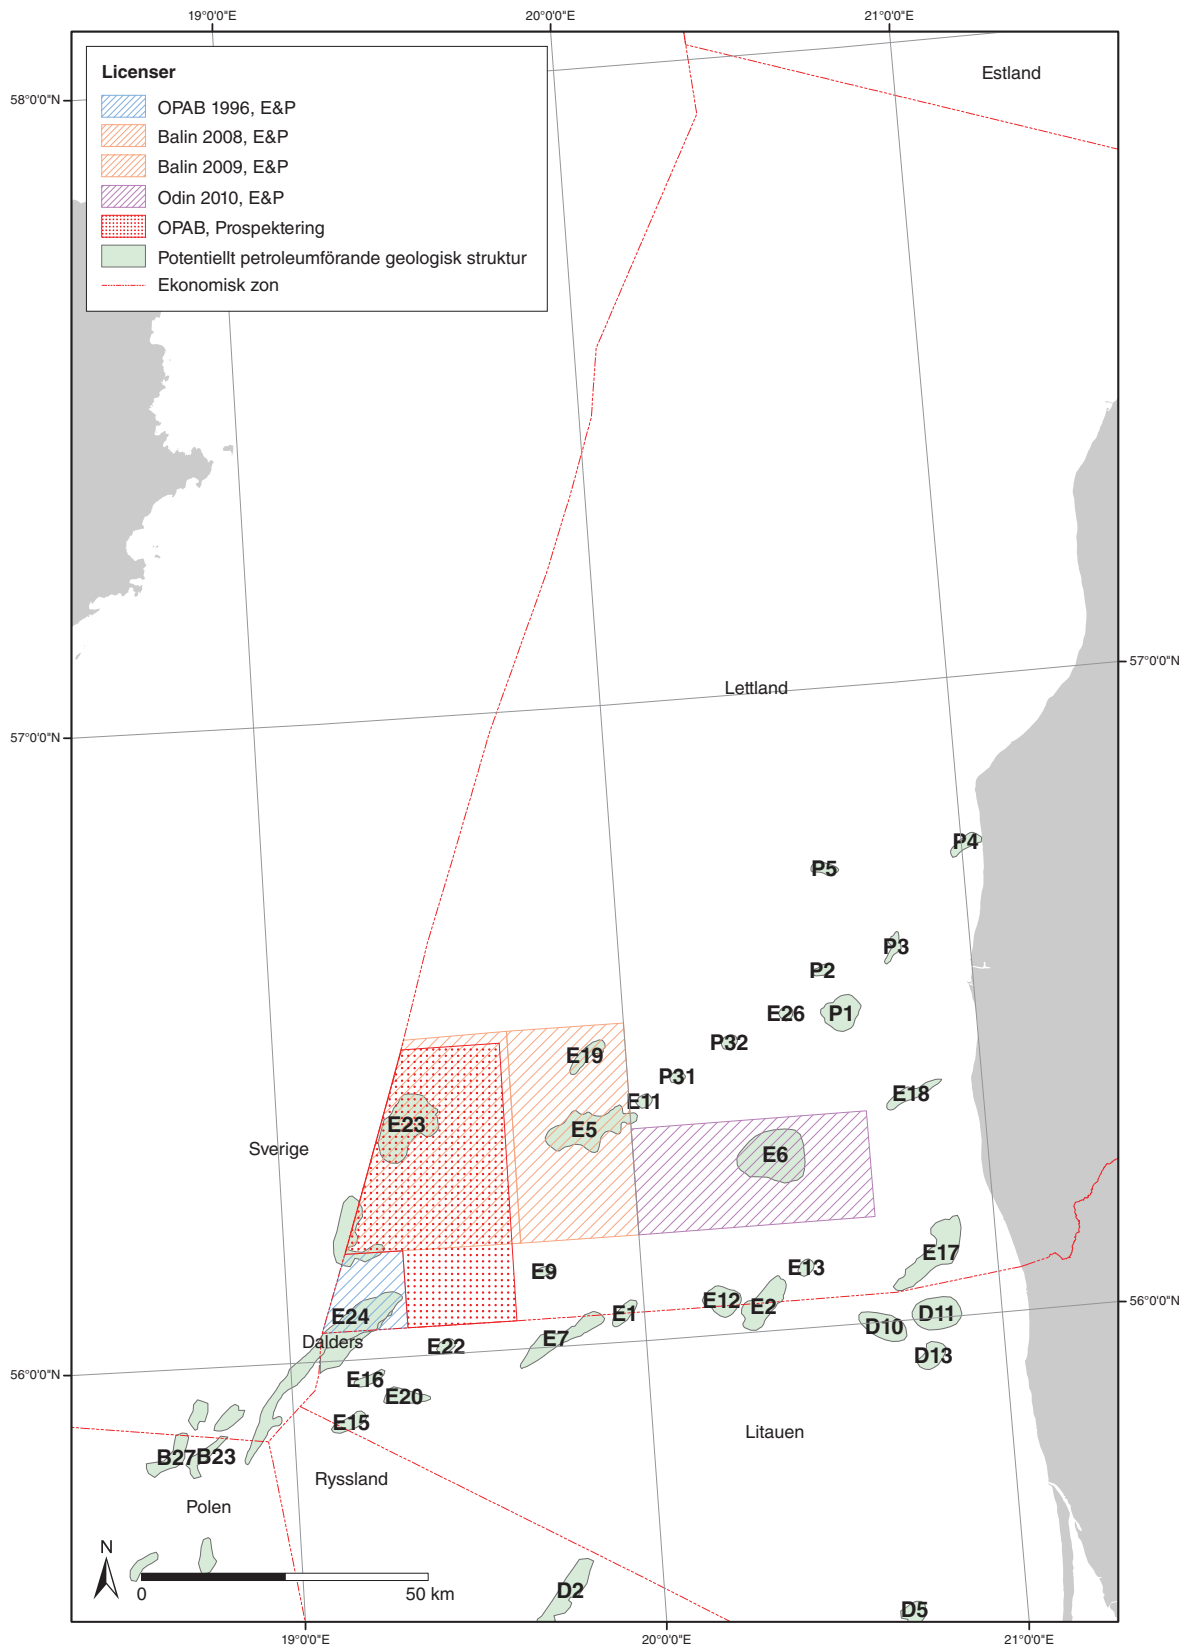 19°0'0"E
20°0'0"E
21°0'0"E
Licenser
OPAB 1996, E&P
Balin 2008, E&P
Balin 2009, E&P
Odin 2010, E&P
OPAB, Prospektering
Potentiellt petroleumförande geologisk struktur
Ekonomisk zon
Estland
58°0'0"N
57°0'0"N
Lettland
57°0'0"N
P4
P5
P3
P2
E26
P1
P32
E19
P31
E18
E11
E23
E5
Sverige
E6
E17
E13
E9
E12
E2
E1
56°0'0"N
D11
E24
D10
Dalders
E22
E7
D13
56°0'0"N
E16
E20
E15
Litauen
B27
B23
Ryssland
Polen
N
0
50 km
D2
D5
19°0'0"E
20°0'0"E
21°0'0"E